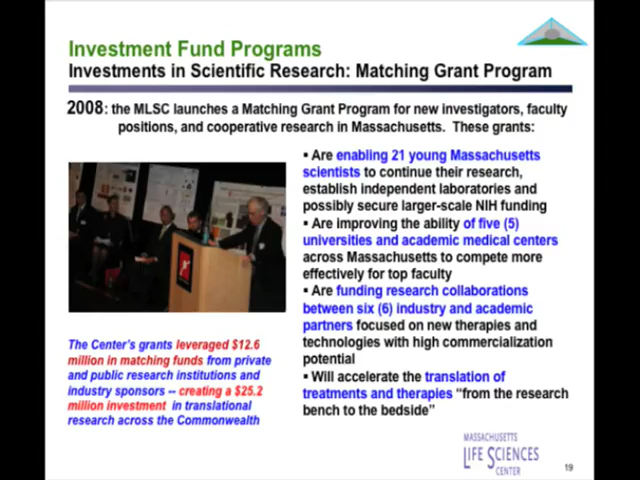 Investment Fund Programs
Investments in Scientific Research: Matching Grant Program
2008: the MLSC launches a Matching Grant Program for new investigators, faculty
positions, and cooperative research in Massachusetts. These grants:
▪ Are enabling 21 young Massachusetts
scientists to continue their research,
establish independent laboratories and
possibly secure larger-scale NIH funding
▪ Are improving the ability of five (5)
universities and academic medical centers
across Massachusetts to compete more
effectively for top faculty
▪ Are funding research collaborations
between six (6) industry and academic
partners focused on new therapies and
technologies with high commercialization
potential
▪ Will accelerate the translation of
treatments and therapies “from the research
bench to the bedside”
The Center's grants leveraged $12.6
million in matching funds from private
and public research institutions and
industry sponsors -- creating a $25.2
million investment in translational
research across the Commonwealth
MASSACHUSETTS
LIFE SCIENCES
CENTER
19